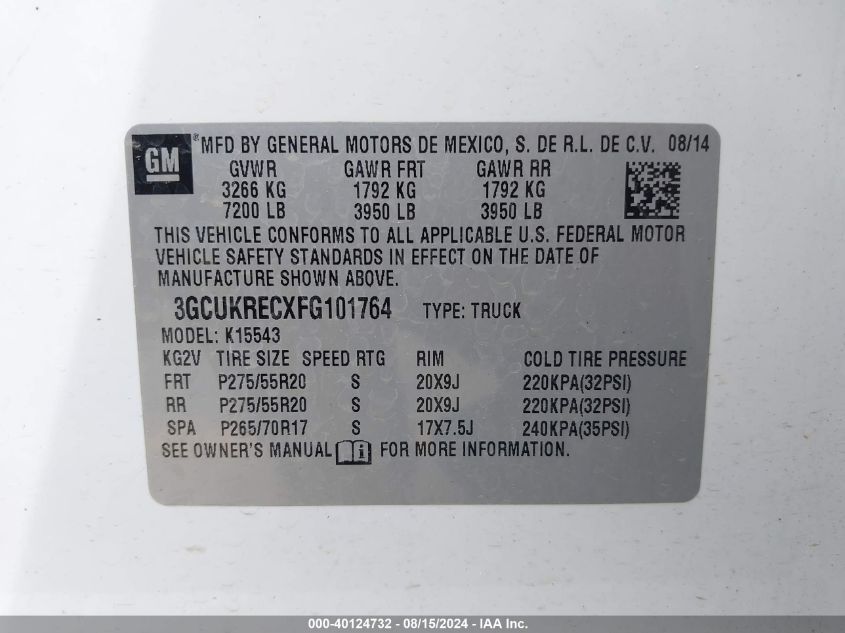 GM ® MFD BY GENERAL MOTORS DE MEXICO, S. DE R.L. DE C.V. 08/14
GVWR GAWR FRT GAWR RR
3266 KG 1792 KG 1792 KG
7200 LB 3950 LB 3950 LB
THIS VEHICLE CONFORMS TO ALL APPLICABLE U.S. FEDERAL MOTOR
VEHICLE SAFETY STANDARDS IN EFFECT ON THE DATE OF
MANUFACTURE SHOWN ABOVE.
3GCUKRECXFG101764 TYPE: TRUCK
MODEL: K15543
KG2V TIRE SIZE SPEED RTG RIM COLD TIRE PRESSURE
FRT P275/55R20 S 20X9J 220KPA(32PSI)
RR P275/55R20 S 20X9J 220KPA(32PSI)
SPA P265/70R17 S 17X7.5J 240KPA(35PSI)
SEE OWNER'S MANUAL FOR MORE INFORMATION.
000-40124732 - 08/15/2024 - IAA Inc.